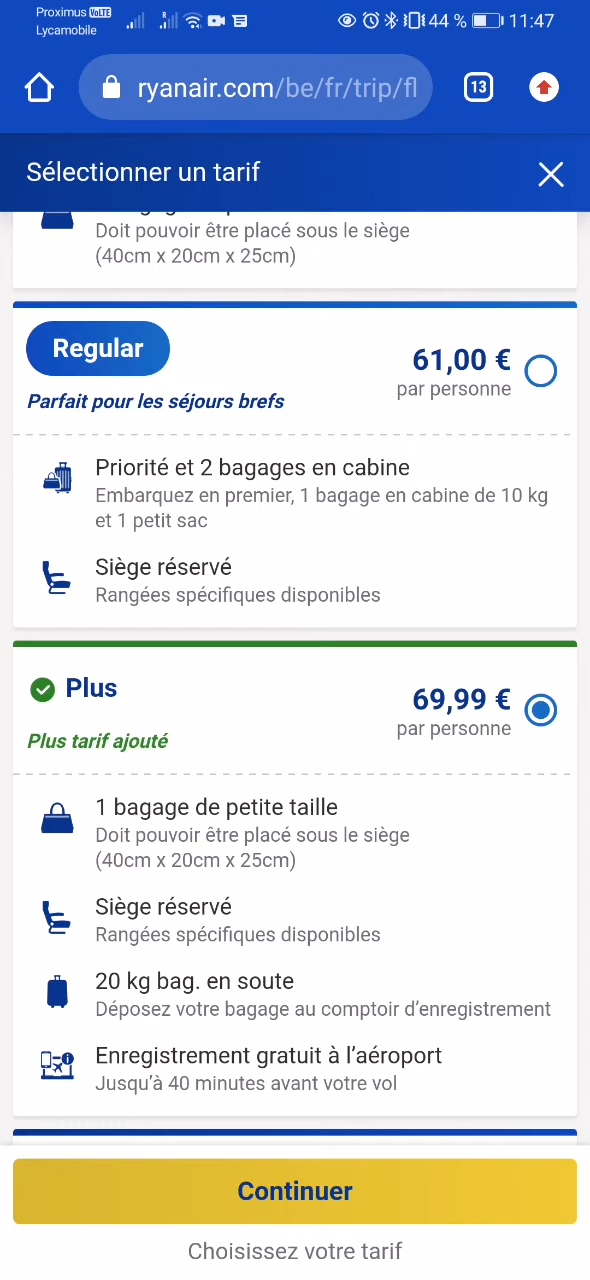 Proximus VoLTE
Lycamobile
44 %
11:47
ryanair.com/be/fr/trip/fl
13
Sélectionner un tarif
Doit pouvoir être placé sous le siège
(40cm x 20cm x 25cm)
Regular
61,00 €
par personne
Parfait pour les séjours brefs
Priorité et 2 bagages en cabine
Embarquez en premier, 1 bagage en cabine de 10 kg
et 1 petit sac
Siège réservé
Rangées spécifiques disponibles
Plus
69,99 €
par personne
Plus tarif ajouté
1 bagage de petite taille
Doit pouvoir être placé sous le siège
(40cm x 20cm x 25cm)
Siège réservé
Rangées spécifiques disponibles
20 kg bag. en soute
Déposez votre bagage au comptoir d’enregistrement
Enregistrement gratuit à l’aéroport
Jusqu’à 40 minutes avant votre vol
Continuer
Choisissez votre tarif